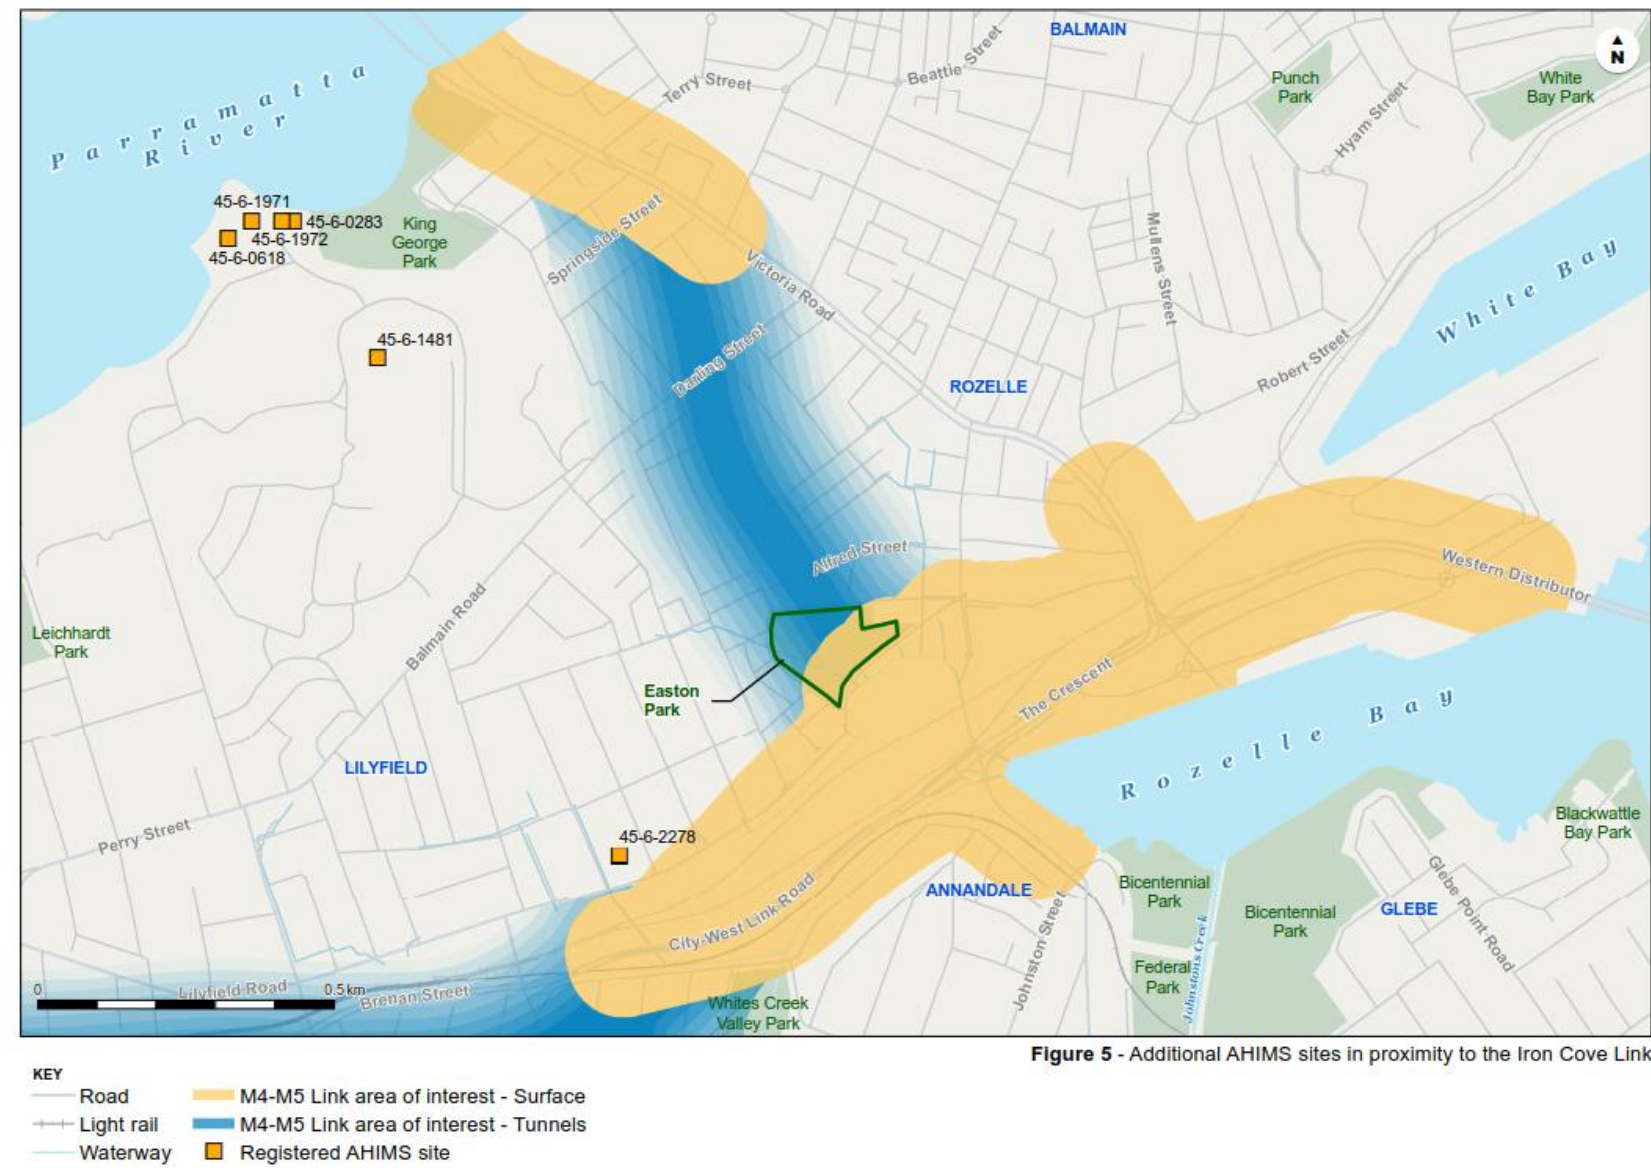 BALMAIN
N
Beattie Street
Terry Street
Punch
Park
White
Bay Park
Hyam Street
Parramatta
River
45-6-1971
45-6-0283
45-6-1972
45-6-0618
King
George
Park
Springside Street
Victoria Road
Mullens Street
White Bay
45-6-1481
Darling Street
ROZELLE
Robert Street
Alfred Street
Western Distributor
Leichhardt
Park
Balmain Road
Easton
Park
The Crescent
Rozelle Bay
LILYFIELD
Perry Street
45-6-2278
Blackwattle
Bay Park
City-West Link Road
ANNANDALE
Bicentennial
Park
Bicentennial
Park
GLEBE
Glebe Point Road
Johnston Street
Johnstons Creek
Federal
Park
0
0.5 km
Lilyfield Road
Brenan Street
Whites Creek
Valley Park
Figure 5 - Additional AHIMS sites in proximity to the Iron Cove Link
KEY
Road
M4-M5 Link area of interest - Surface
Light rail
M4-M5 Link area of interest - Tunnels
Waterway
Registered AHIMS site